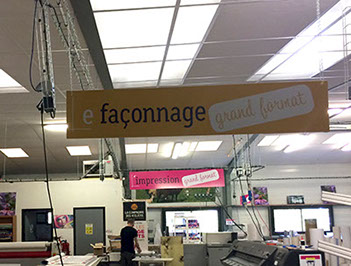 e façonnage grand format
impression grand format